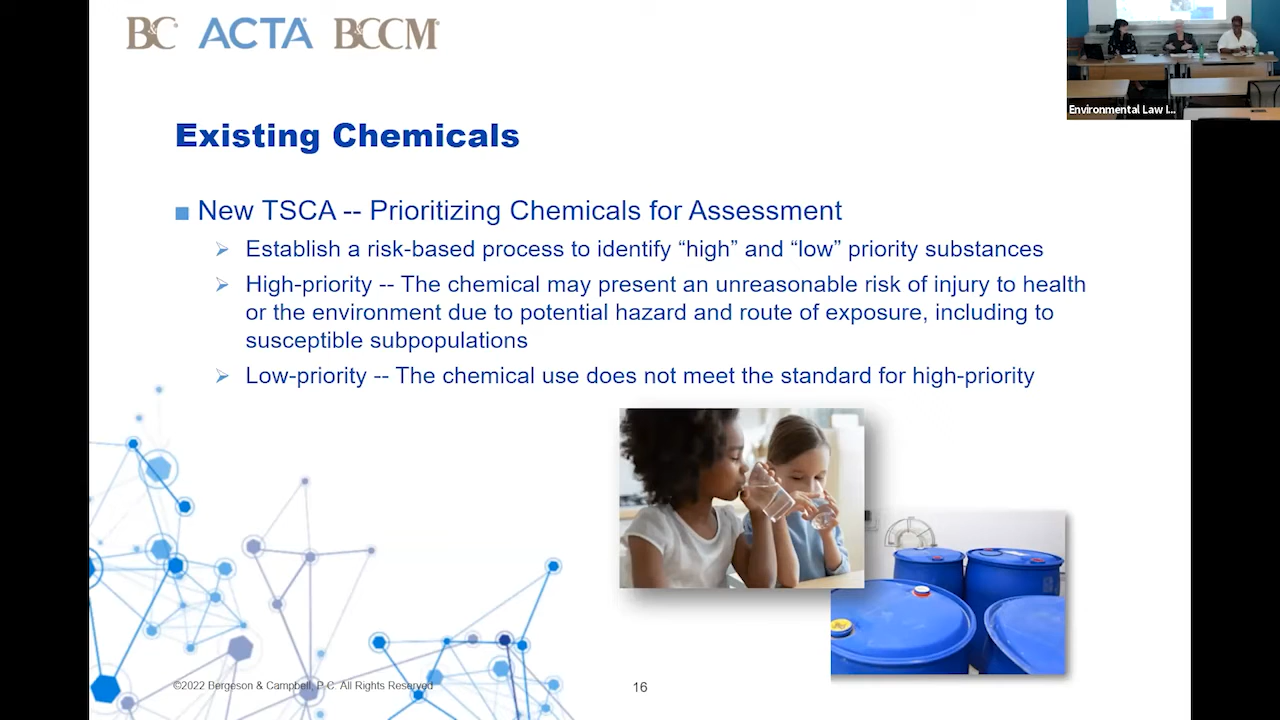 B&C® ACTA® BCCM®
Environmental Law I...
Existing Chemicals
New TSCA -- Prioritizing Chemicals for Assessment
Establish a risk-based process to identify “high” and “low” priority substances
High-priority -- The chemical may present an unreasonable risk of injury to health
or the environment due to potential hazard and route of exposure, including to
susceptible subpopulations
Low-priority -- The chemical use does not meet the standard for high-priority
©2022 Bergeson & Campbell, P.C. All Rights Reserved
16